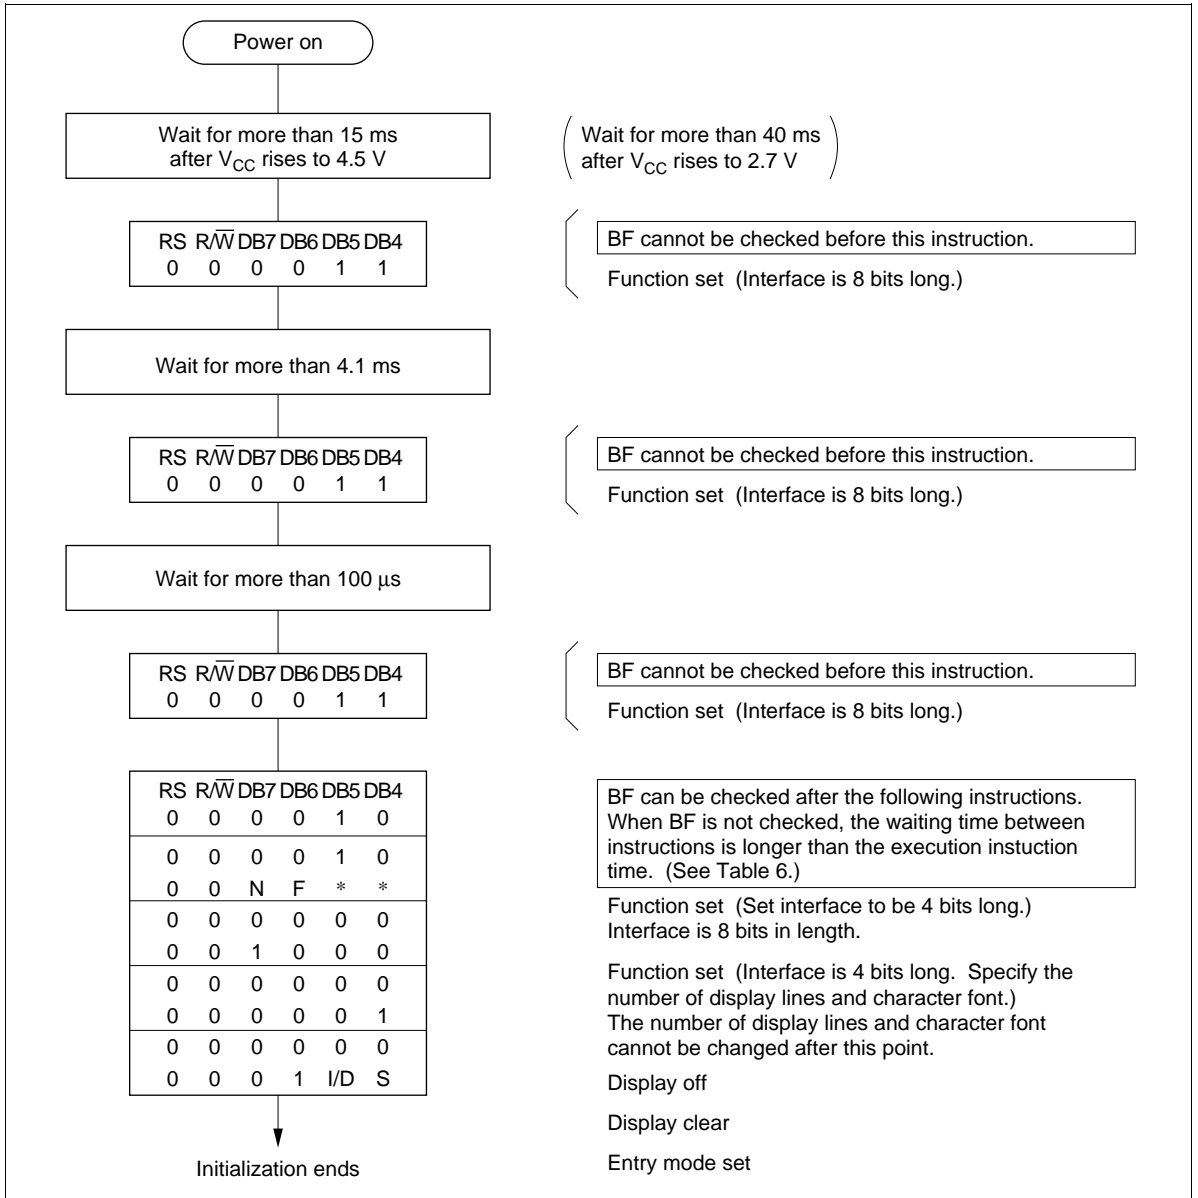 Power on
Wait for more than 15 ms
after VCC rises to 4.5 V
Wait for more than 40 ms
after VCC rises to 2.7 V
RS R/W DB7 DB6 DB5 DB4
0 0 0 0 1 1
BF cannot be checked before this instruction.
Function set (Interface is 8 bits long.)
Wait for more than 4.1 ms
RS R/W DB7 DB6 DB5 DB4
0 0 0 0 1 1
BF cannot be checked before this instruction.
Function set (Interface is 8 bits long.)
Wait for more than 100 μs
RS R/W DB7 DB6 DB5 DB4
0 0 0 0 1 1
BF cannot be checked before this instruction.
Function set (Interface is 8 bits long.)
RS R/W DB7 DB6 DB5 DB4
0 0 0 0 1 0
0 0 0 0 1 0
0 0 N F * *
0 0 0 0 0 0
0 0 1 0 0 0
0 0 0 0 0 0
0 0 0 0 0 1
0 0 0 0 0 0
0 0 0 1 I/D S
BF can be checked after the following instructions.
When BF is not checked, the waiting time between
instructions is longer than the execution instuction
time. (See Table 6.)
Function set (Set interface to be 4 bits long.)
Interface is 8 bits in length.
Function set (Interface is 4 bits long. Specify the
number of display lines and character font.)
The number of display lines and character font
cannot be changed after this point.
Display off
Display clear
Entry mode set
Initialization ends